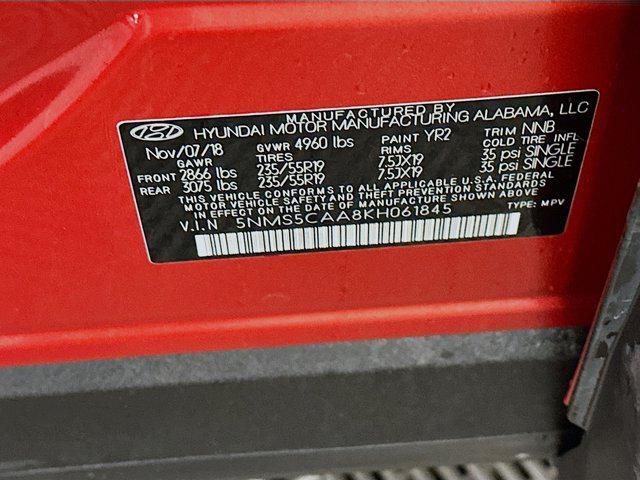 MANUFACTURED BY
HYUNDAI MOTOR MANUFACTURING ALABAMA, LLC
Nov/07/18 GVWR 4960 lbs PAINT YR2 TRIM NNB
GAWR TIRES RIMS COLD TIRE INFL
FRONT 2866 lbs 235/55R19 7.5JX19 35 psi SINGLE
REAR 3075 lbs 235/55R19 7.5JX19 35 psi SINGLE
THIS VEHICLE CONFORMS TO ALL APPLICABLE U.S.A. FEDERAL
MOTOR VEHICLE SAFETY AND THEFT PREVENTION STANDARDS
IN EFFECT ON THE DATE OF MANUFACTURE SHOWN ABOVE
V.I.N 5NMS5CAA8KH061845 TYPE: MPV